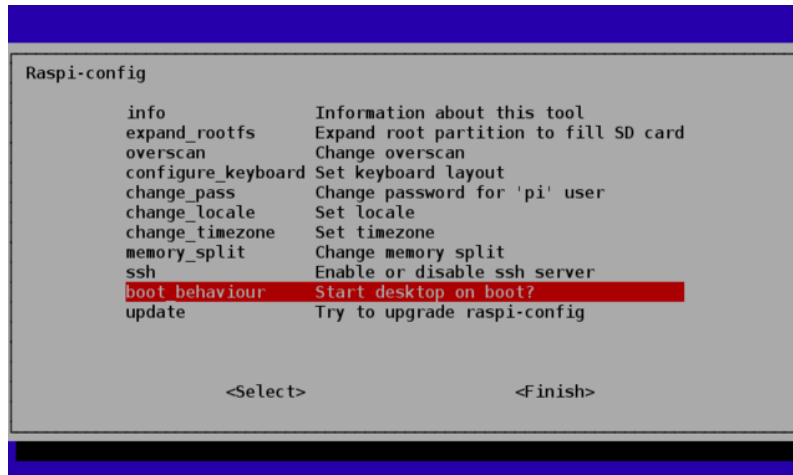 Raspi-config
info Information about this tool
expand_rootfs Expand root partition to fill SD card
overscan Change overscan
configure_keyboard Set keyboard layout
change_pass Change password for 'pi' user
change_locale Set locale
change_timezone Set timezone
memory_split Change memory split
ssh Enable or disable ssh server
boot_behaviour Start desktop on boot?
update Try to upgrade raspi-config
<Select> <Finish>